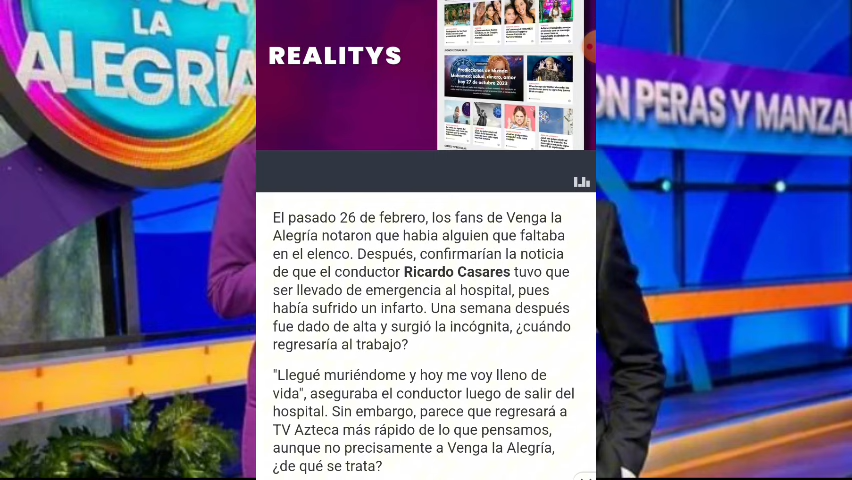 LA
ALEGRÍA
REALITYS
ON PERAS Y MANZA
El pasado 26 de febrero, los fans de Venga la
Alegría notaron que habia alguien que faltaba
en el elenco. Después, confirmarían la noticia
de que el conductor Ricardo Casares tuvo que
ser llevado de emergencia al hospital, pues
había sufrido un infarto. Una semana después
fue dado de alta y surgió la incógnita, ¿cuándo
regresaría al trabajo?
"Llegué muriéndome y hoy me voy lleno de
vida", aseguraba el conductor luego de salir del
hospital. Sin embargo, parece que regresará a
TV Azteca más rápido de lo que pensamos,
aunque no precisamente a Venga la Alegría,
¿de qué se trata?